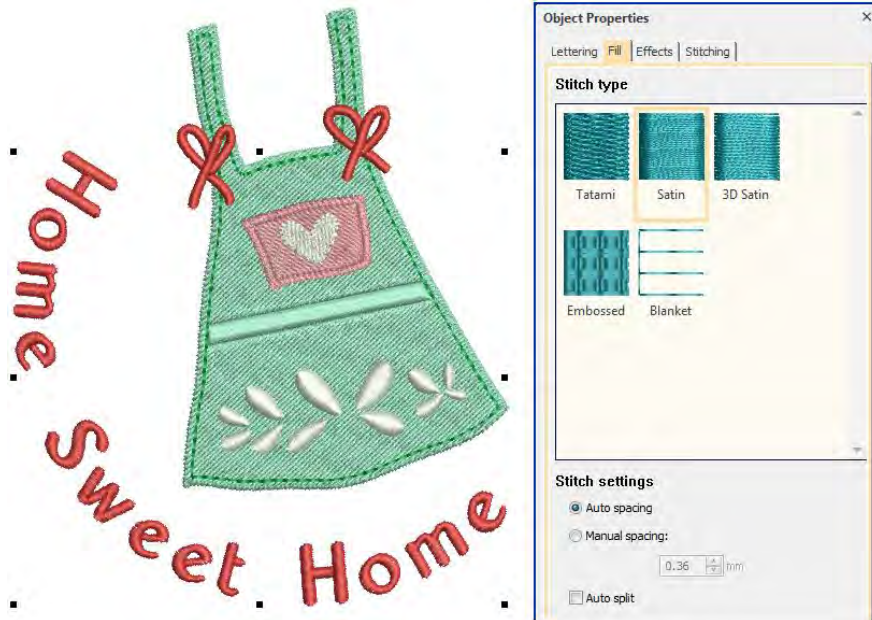 Home Sweet Home
Object Properties
Lettering Fill Effects Stitching
Stitch type
Tatami Satin 3D Satin
Embossed Blanket
Stitch settings
Auto spacing
Manual spacing:
0.36 mm
Auto split